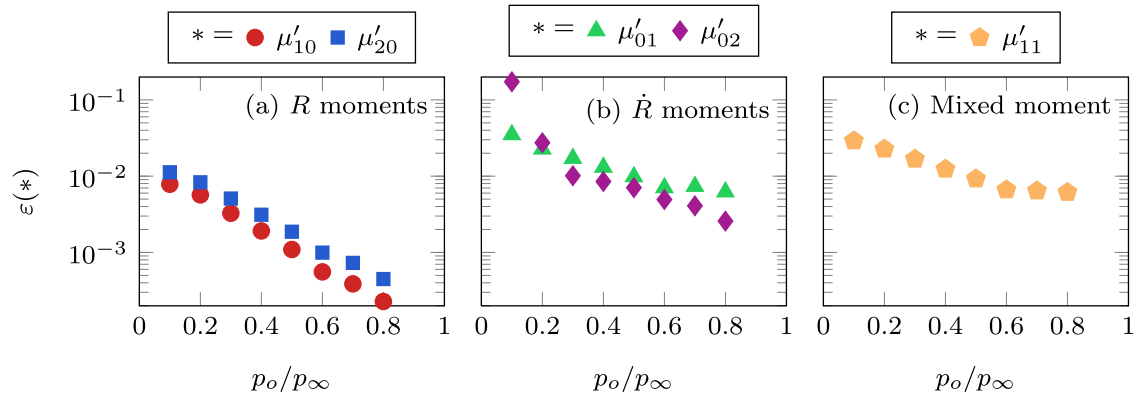 ∗ = μ′₁₀ μ′₂₀
∗ = μ′₀₁ μ′₀₂
∗ = μ′₁₁
(a) R moments
(b) Ṙ moments
(c) Mixed moment
ε(∗)
10⁻¹
10⁻²
10⁻³
0 0.2 0.4 0.6 0.8 1
0 0.2 0.4 0.6 0.8 1
0 0.2 0.4 0.6 0.8 1
pₒ/p∞
pₒ/p∞
pₒ/p∞